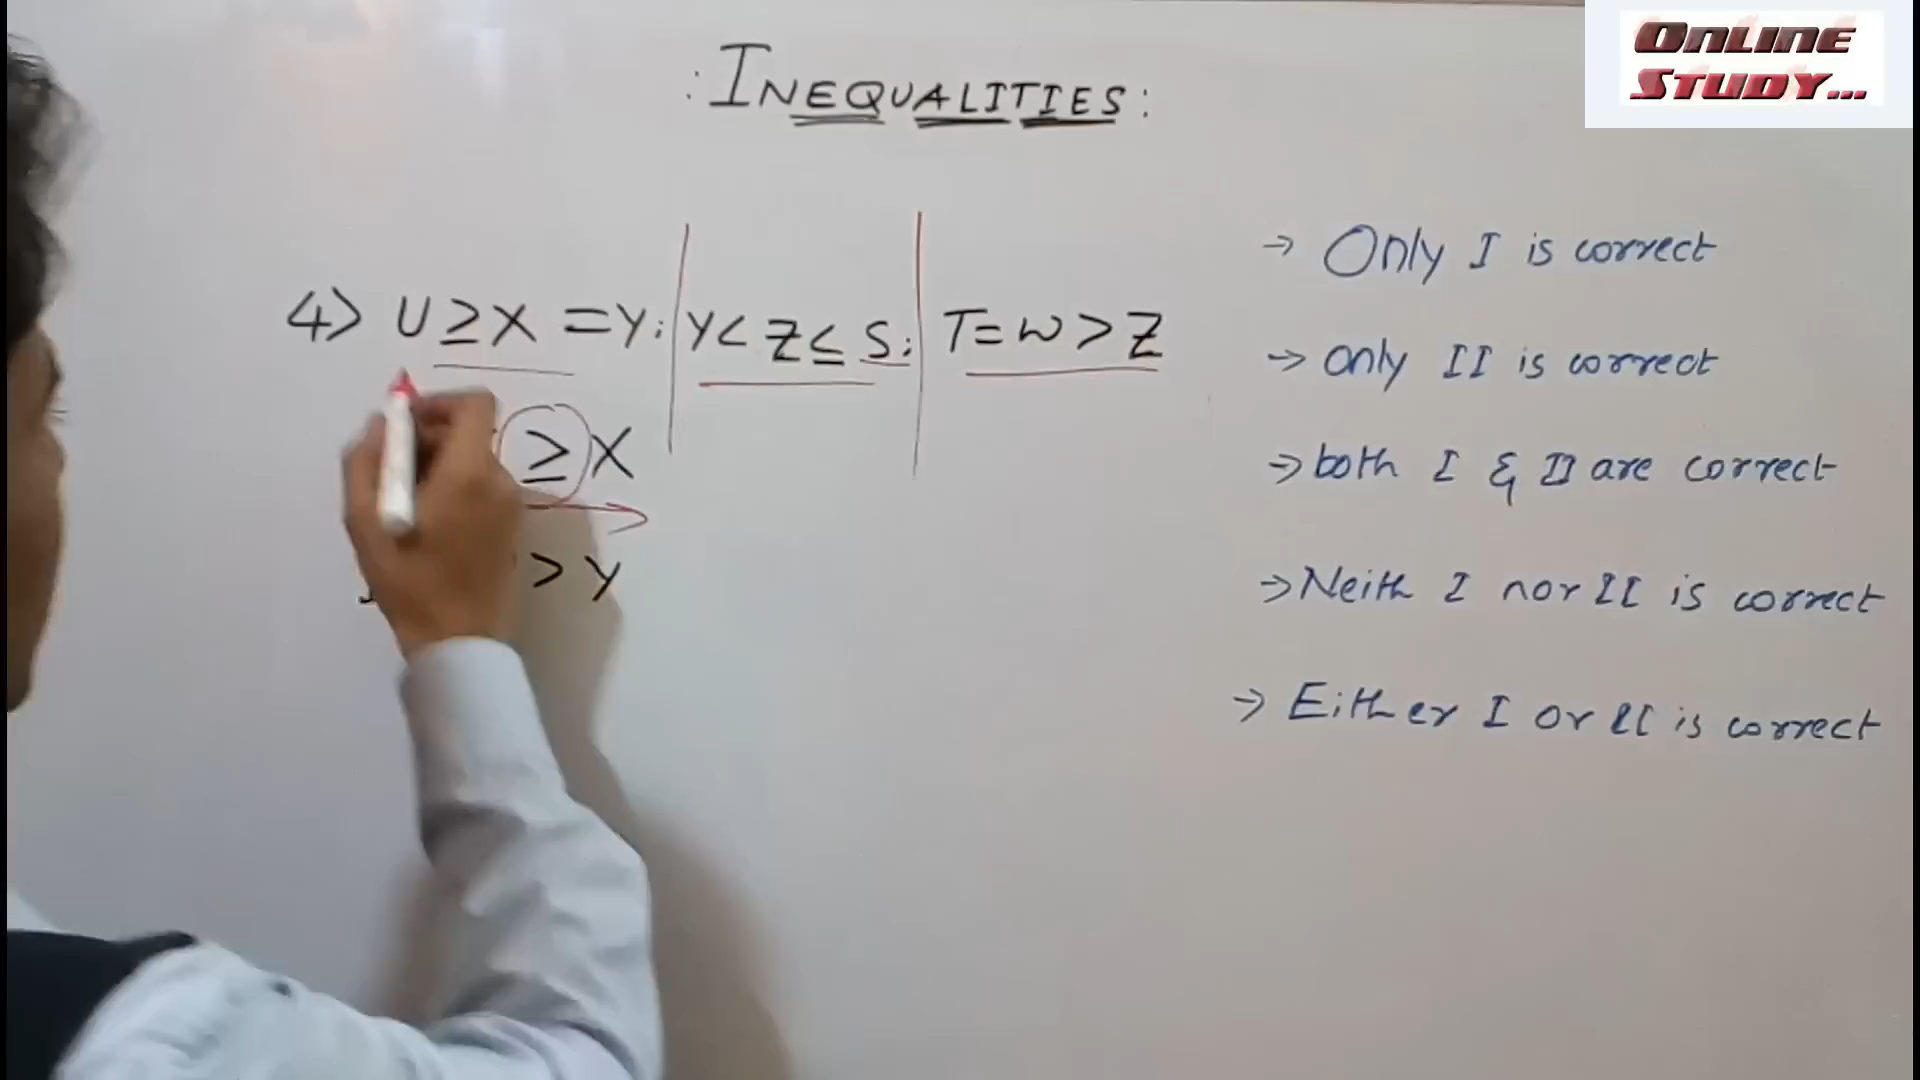 ONLINE
STUDY...
: INEQUALITIES :
4> U ≥ X = Y; | Y < Z ≤ S; | T = W > Z
≥ X
> Y
→ Only I is correct
→ only II is correct
→ both I & II are correct
→ Neith I nor II is correct
→ Either I or II is correct